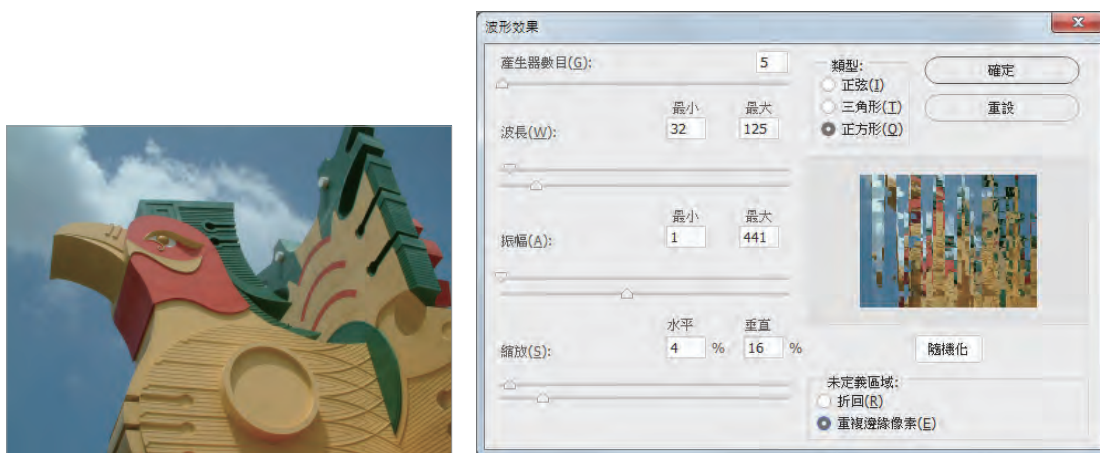 波形效果
產生器數目(G): 5
最小 最大
波長(W): 32 125
最小 最大
振幅(A): 1 441
水平 垂直
縮放(S): 4 % 16 %
類型:
正弦(I)
三角形(T)
正方形(Q)
確定
重設
隨機化
未定義區域:
折回(R)
重複邊緣像素(E)